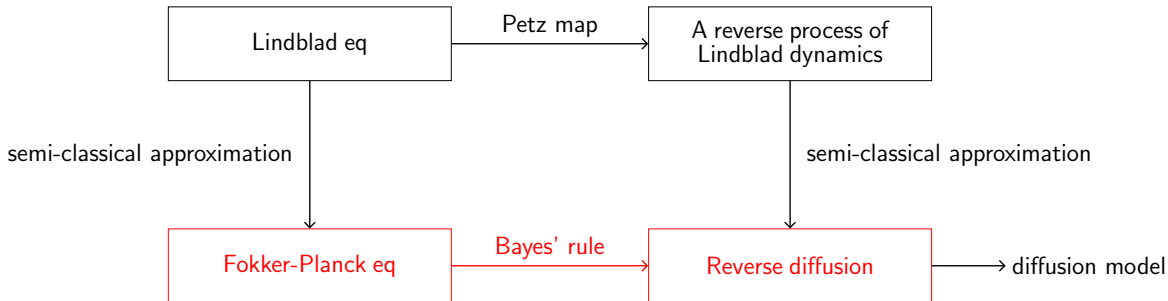 Lindblad eq
Petz map
A reverse process of
Lindblad dynamics
semi-classical approximation
semi-classical approximation
Fokker-Planck eq
Bayes' rule
Reverse diffusion
diffusion model